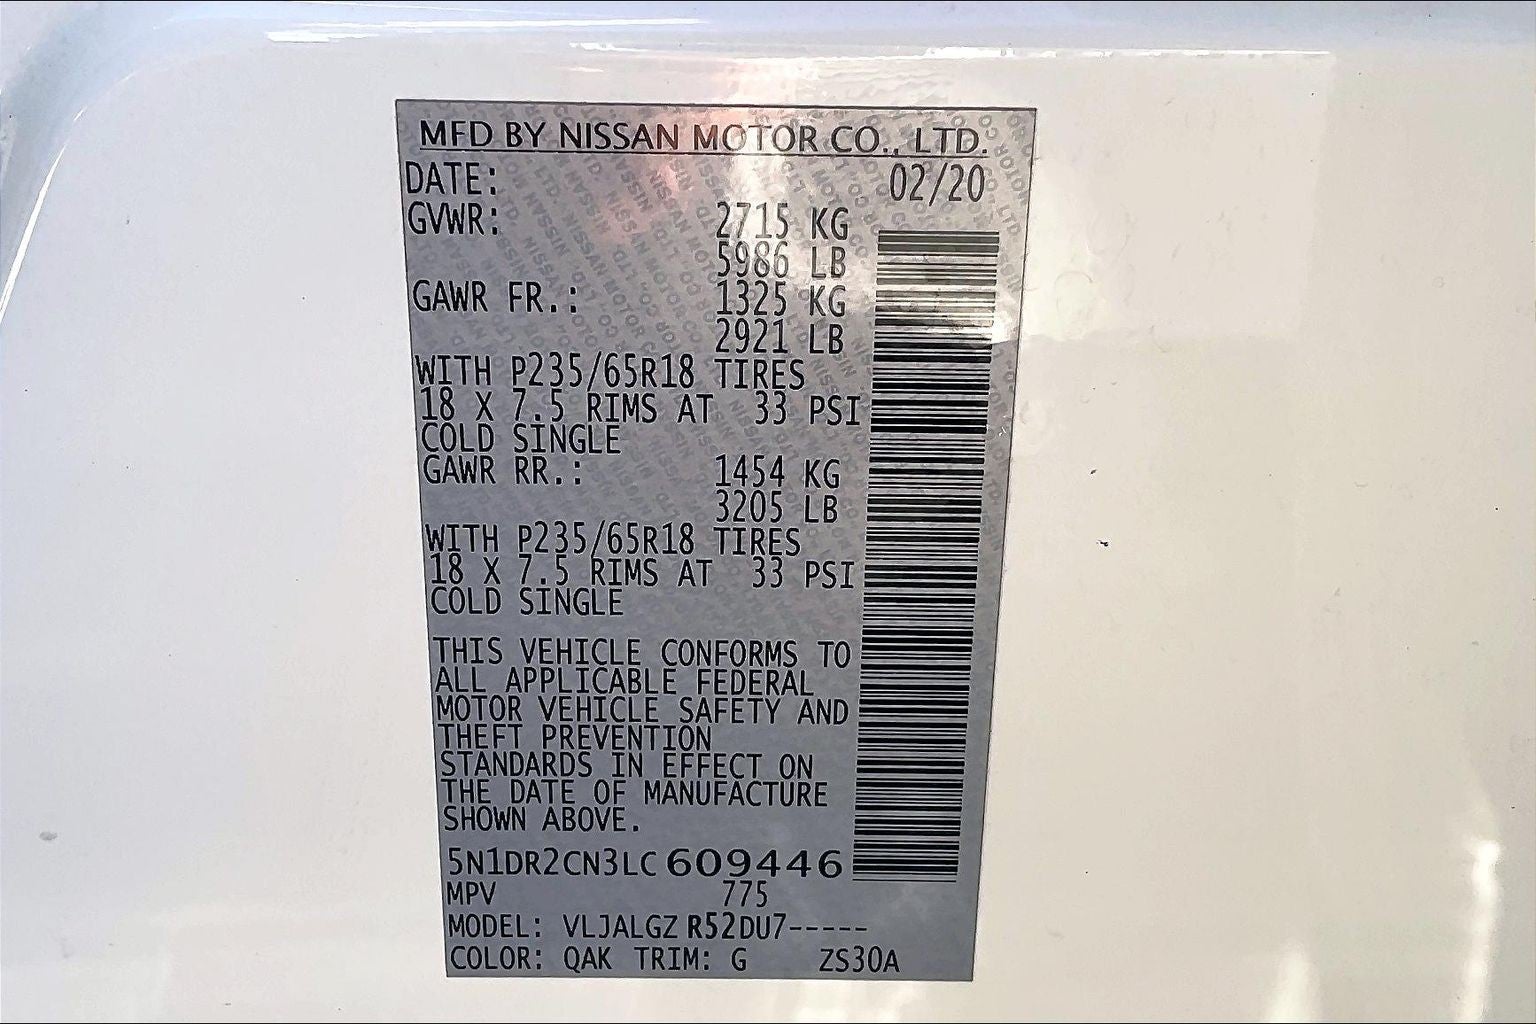 MFD BY NISSAN MOTOR CO., LTD.
DATE: 02/20
GVWR: 2715 KG
5986 LB
GAWR FR.: 1325 KG
2921 LB
WITH P235/65R18 TIRES
18 X 7.5 RIMS AT 33 PSI
COLD SINGLE
GAWR RR.: 1454 KG
3205 LB
WITH P235/65R18 TIRES
18 X 7.5 RIMS AT 33 PSI
COLD SINGLE
THIS VEHICLE CONFORMS TO
ALL APPLICABLE FEDERAL
MOTOR VEHICLE SAFETY AND
THEFT PREVENTION
STANDARDS IN EFFECT ON
THE DATE OF MANUFACTURE
SHOWN ABOVE.
5N1DR2CN3LC609446
MPV 775
MODEL: VLJALGZ R52DU7-----
COLOR: QAK TRIM: G ZS30A